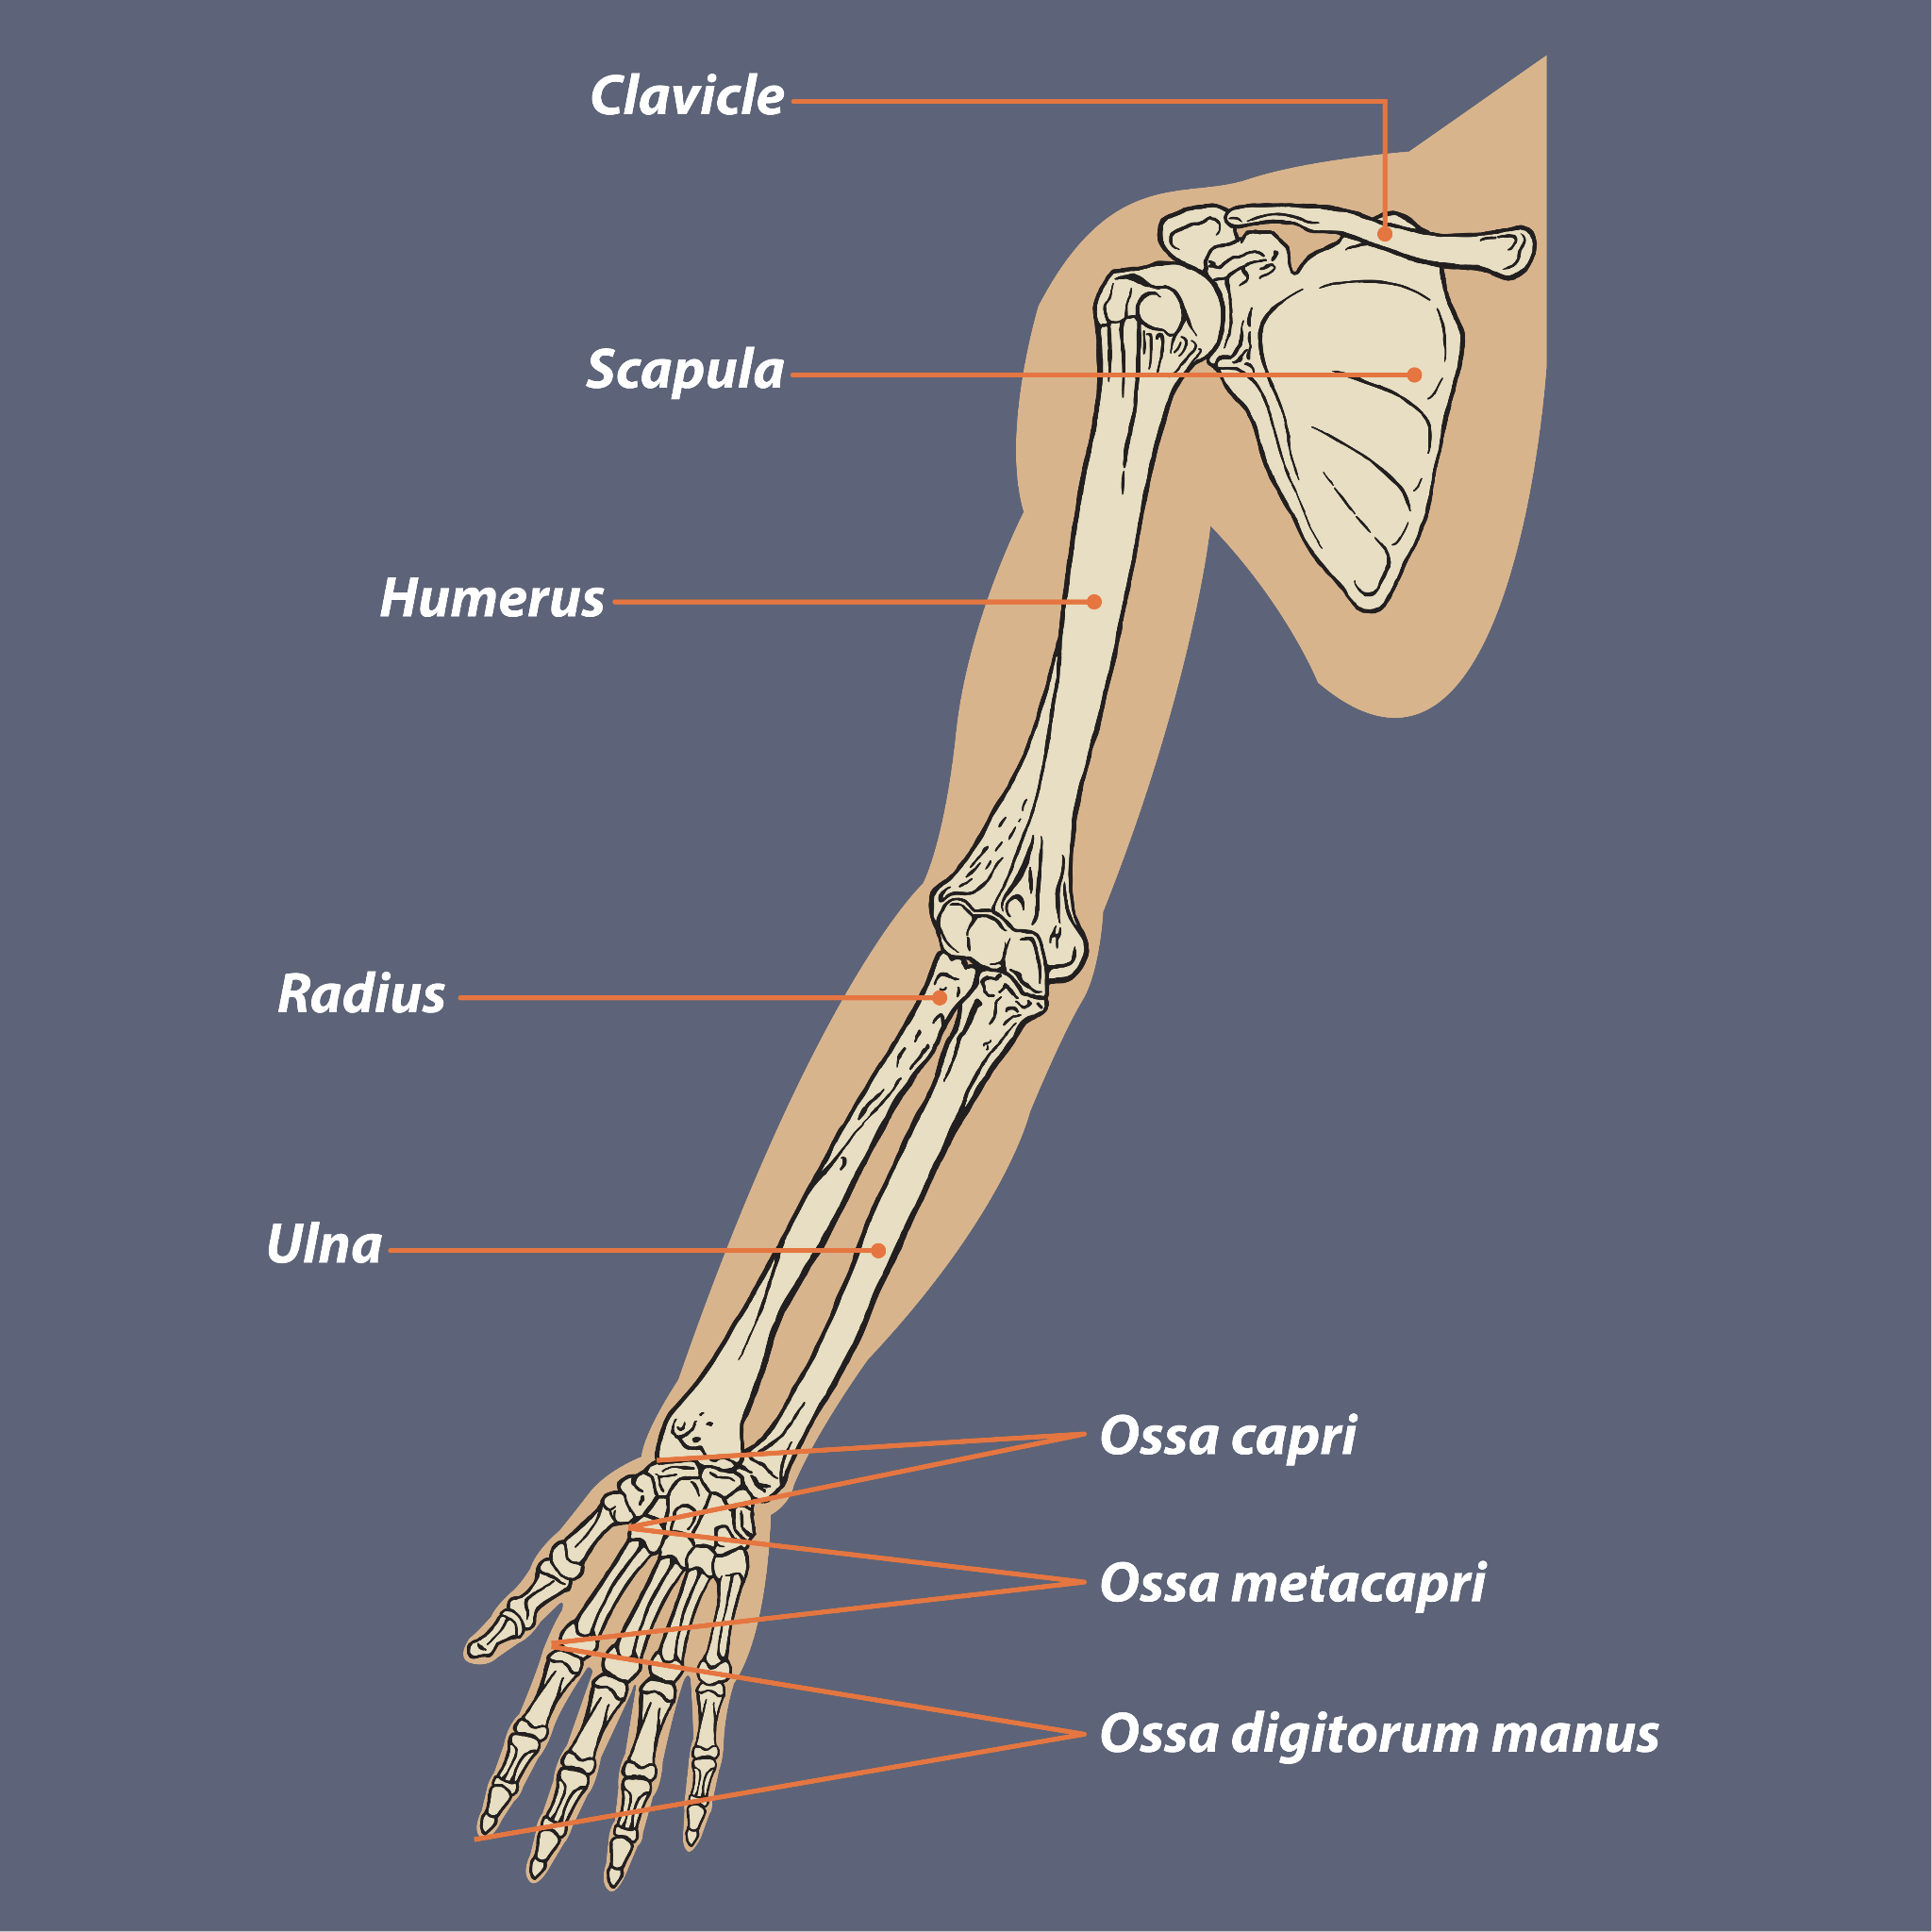 Clavicle
Scapula
Humerus
Radius
Ulna
Ossa capri
Ossa metacapri
Ossa digitorum manus